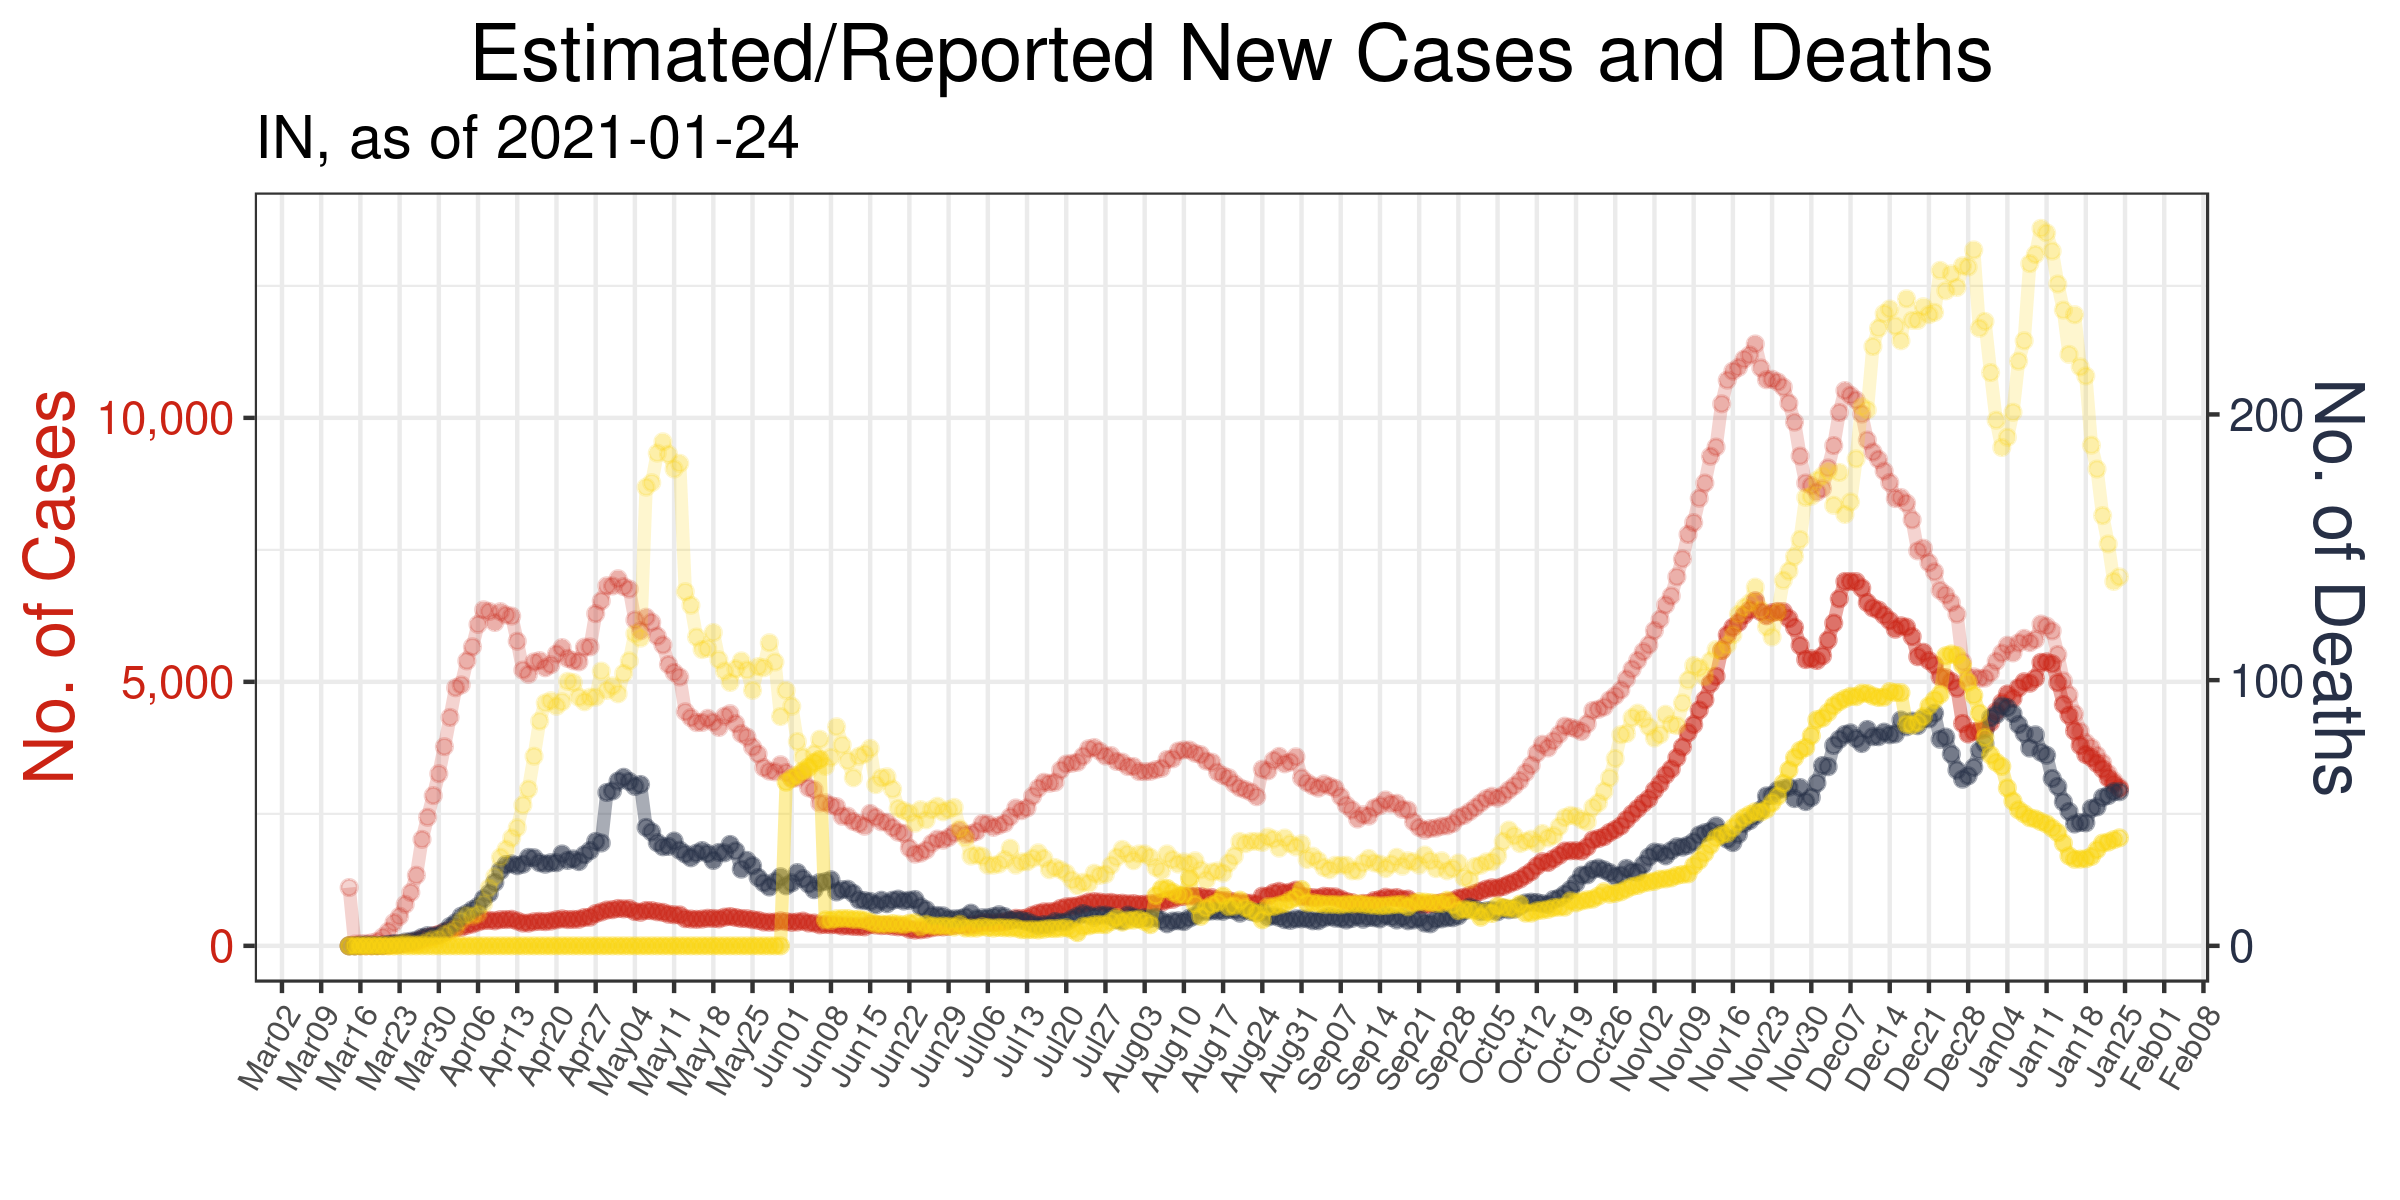 Estimated/Reported New Cases and Deaths
IN, as of 2021-01-24
No. of Cases
10,000
5,000
0
200
100
0
No. of Deaths
Mar02
Mar09
Mar16
Mar23
Mar30
Apr06
Apr13
Apr20
Apr27
May04
May11
May18
May25
Jun01
Jun08
Jun15
Jun22
Jun29
Jul06
Jul13
Jul20
Jul27
Aug03
Aug10
Aug17
Aug24
Aug31
Sep07
Sep14
Sep21
Sep28
Oct05
Oct12
Oct19
Oct26
Nov02
Nov09
Nov16
Nov23
Nov30
Nov07
Dec14
Dec21
Dec28
Dec04
Jan11
Jan18
Jan25
Feb01
Feb08